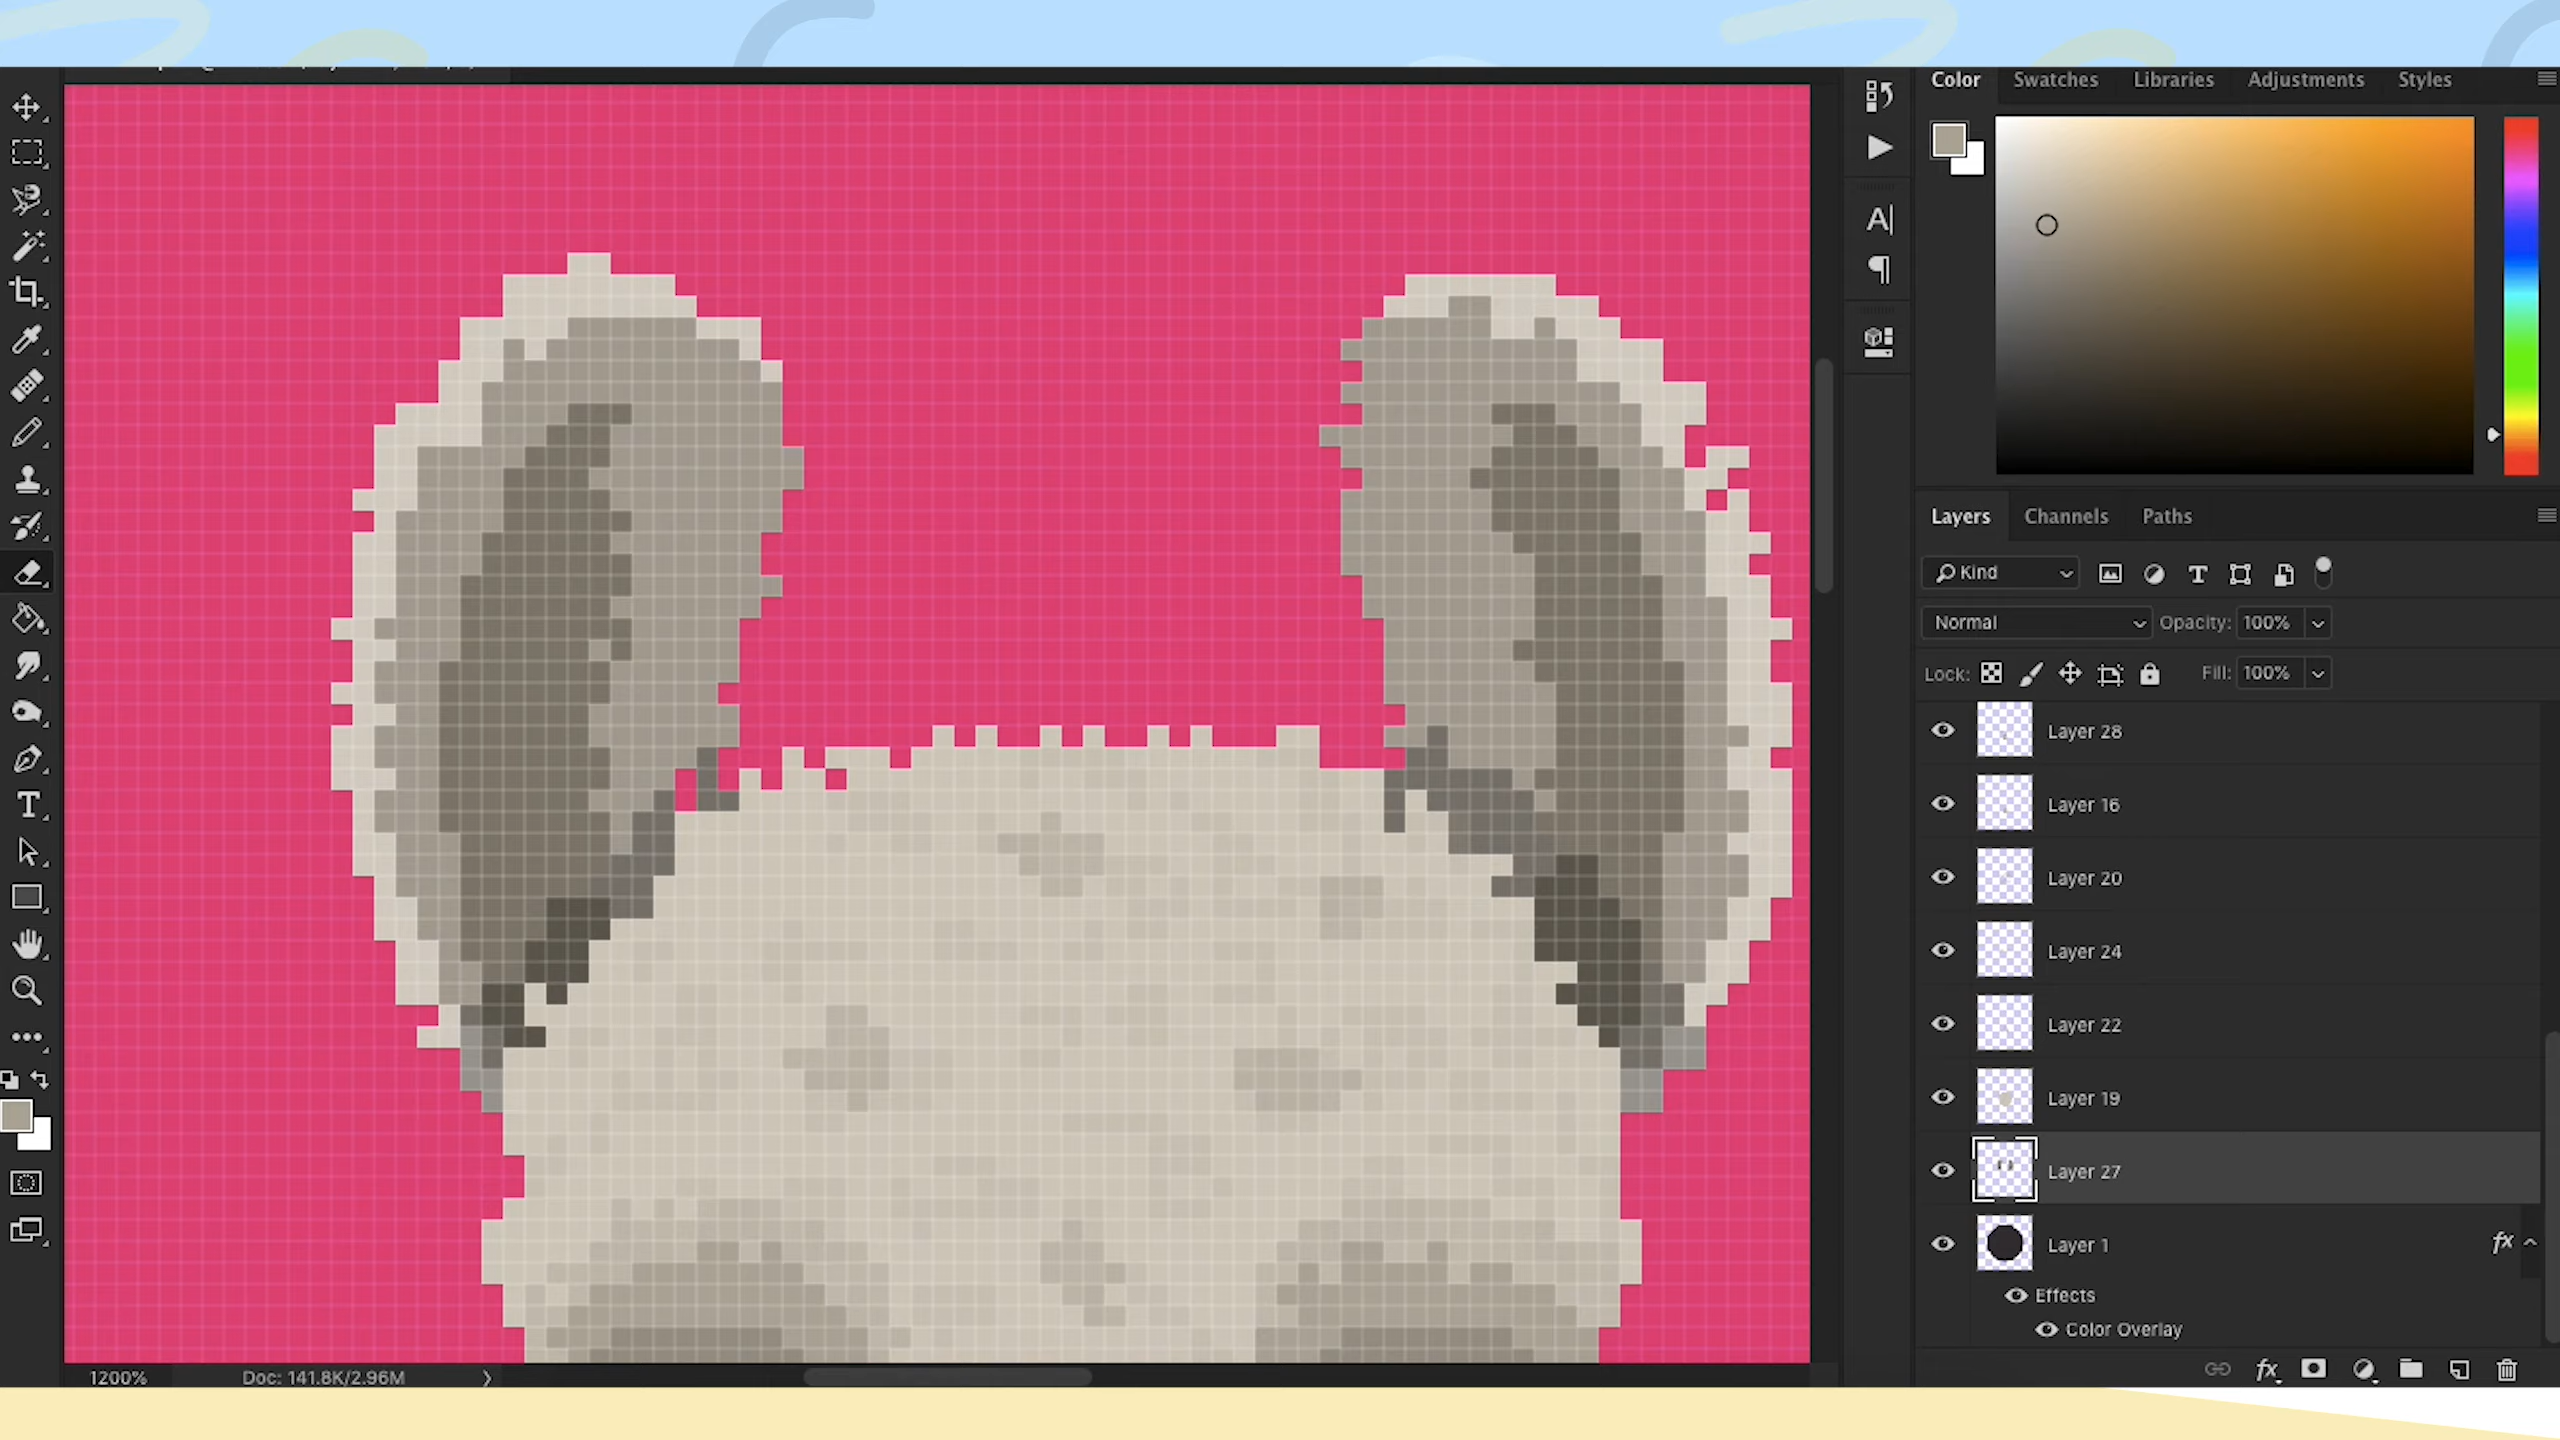 Color Swatches Libraries Adjustments Styles
Layers Channels Paths
Kind
Normal Opacity: 100%
Lock: Fill: 100%
Layer 28
Layer 16
Layer 20
Layer 24
Layer 22
Layer 19
Layer 27
Layer 1 fx
Effects
Color Overlay
1200% Doc: 141.8K/2.96M